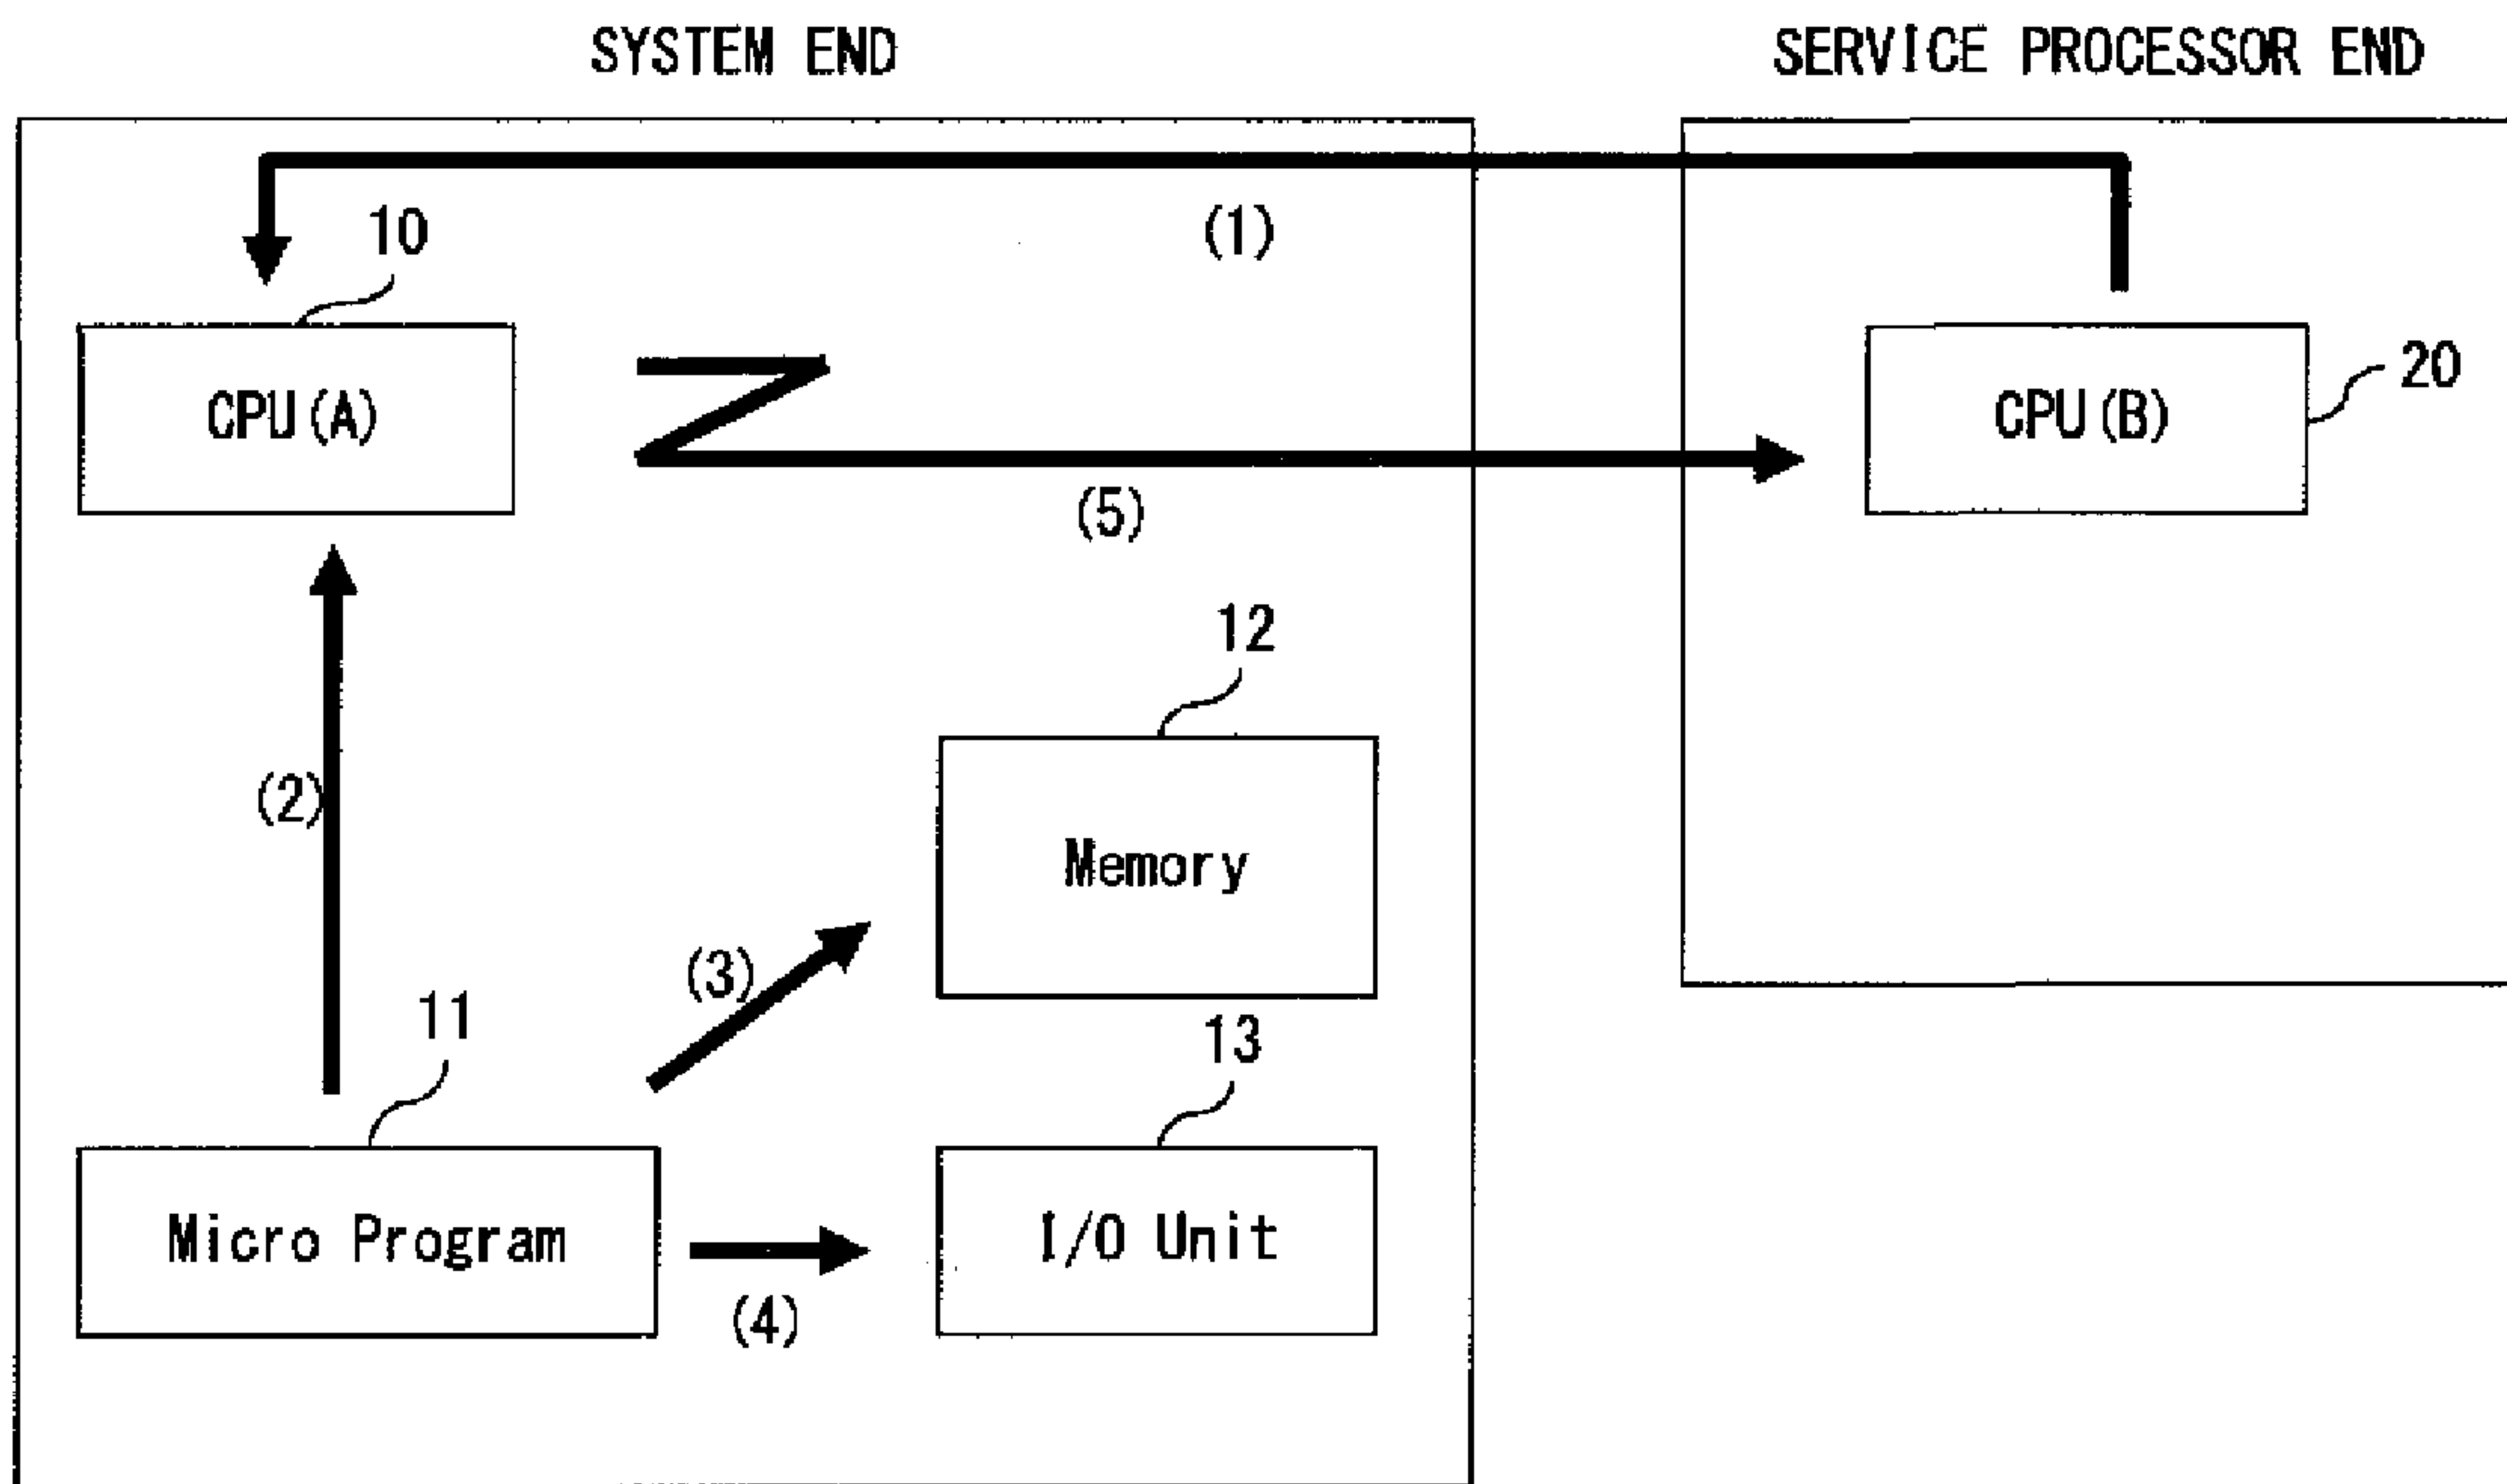 SYSTEM END
SERVICE PROCESSOR END
(1)
10
CPU(A)
CPU(B)
20
(5)
12
(2)
Memory
(3)
11
13
Micro Program
I/O Unit
(4)